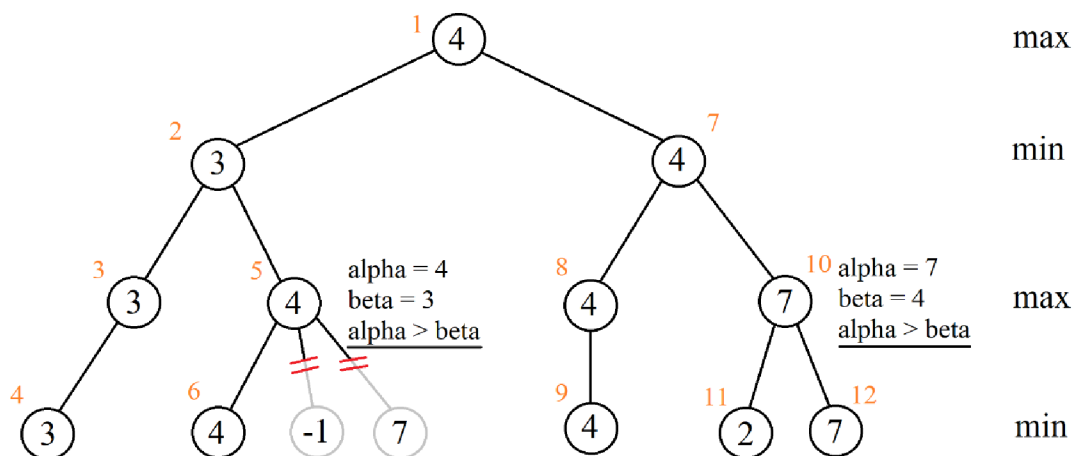 1 4 max
2 3 7 4 min
3 3 5 4 alpha = 4 8 4 10 7 alpha = 7 max
beta = 3 beta = 4
alpha > beta alpha > beta
4 3 6 4 -1 7 9 4 11 2 12 7 min